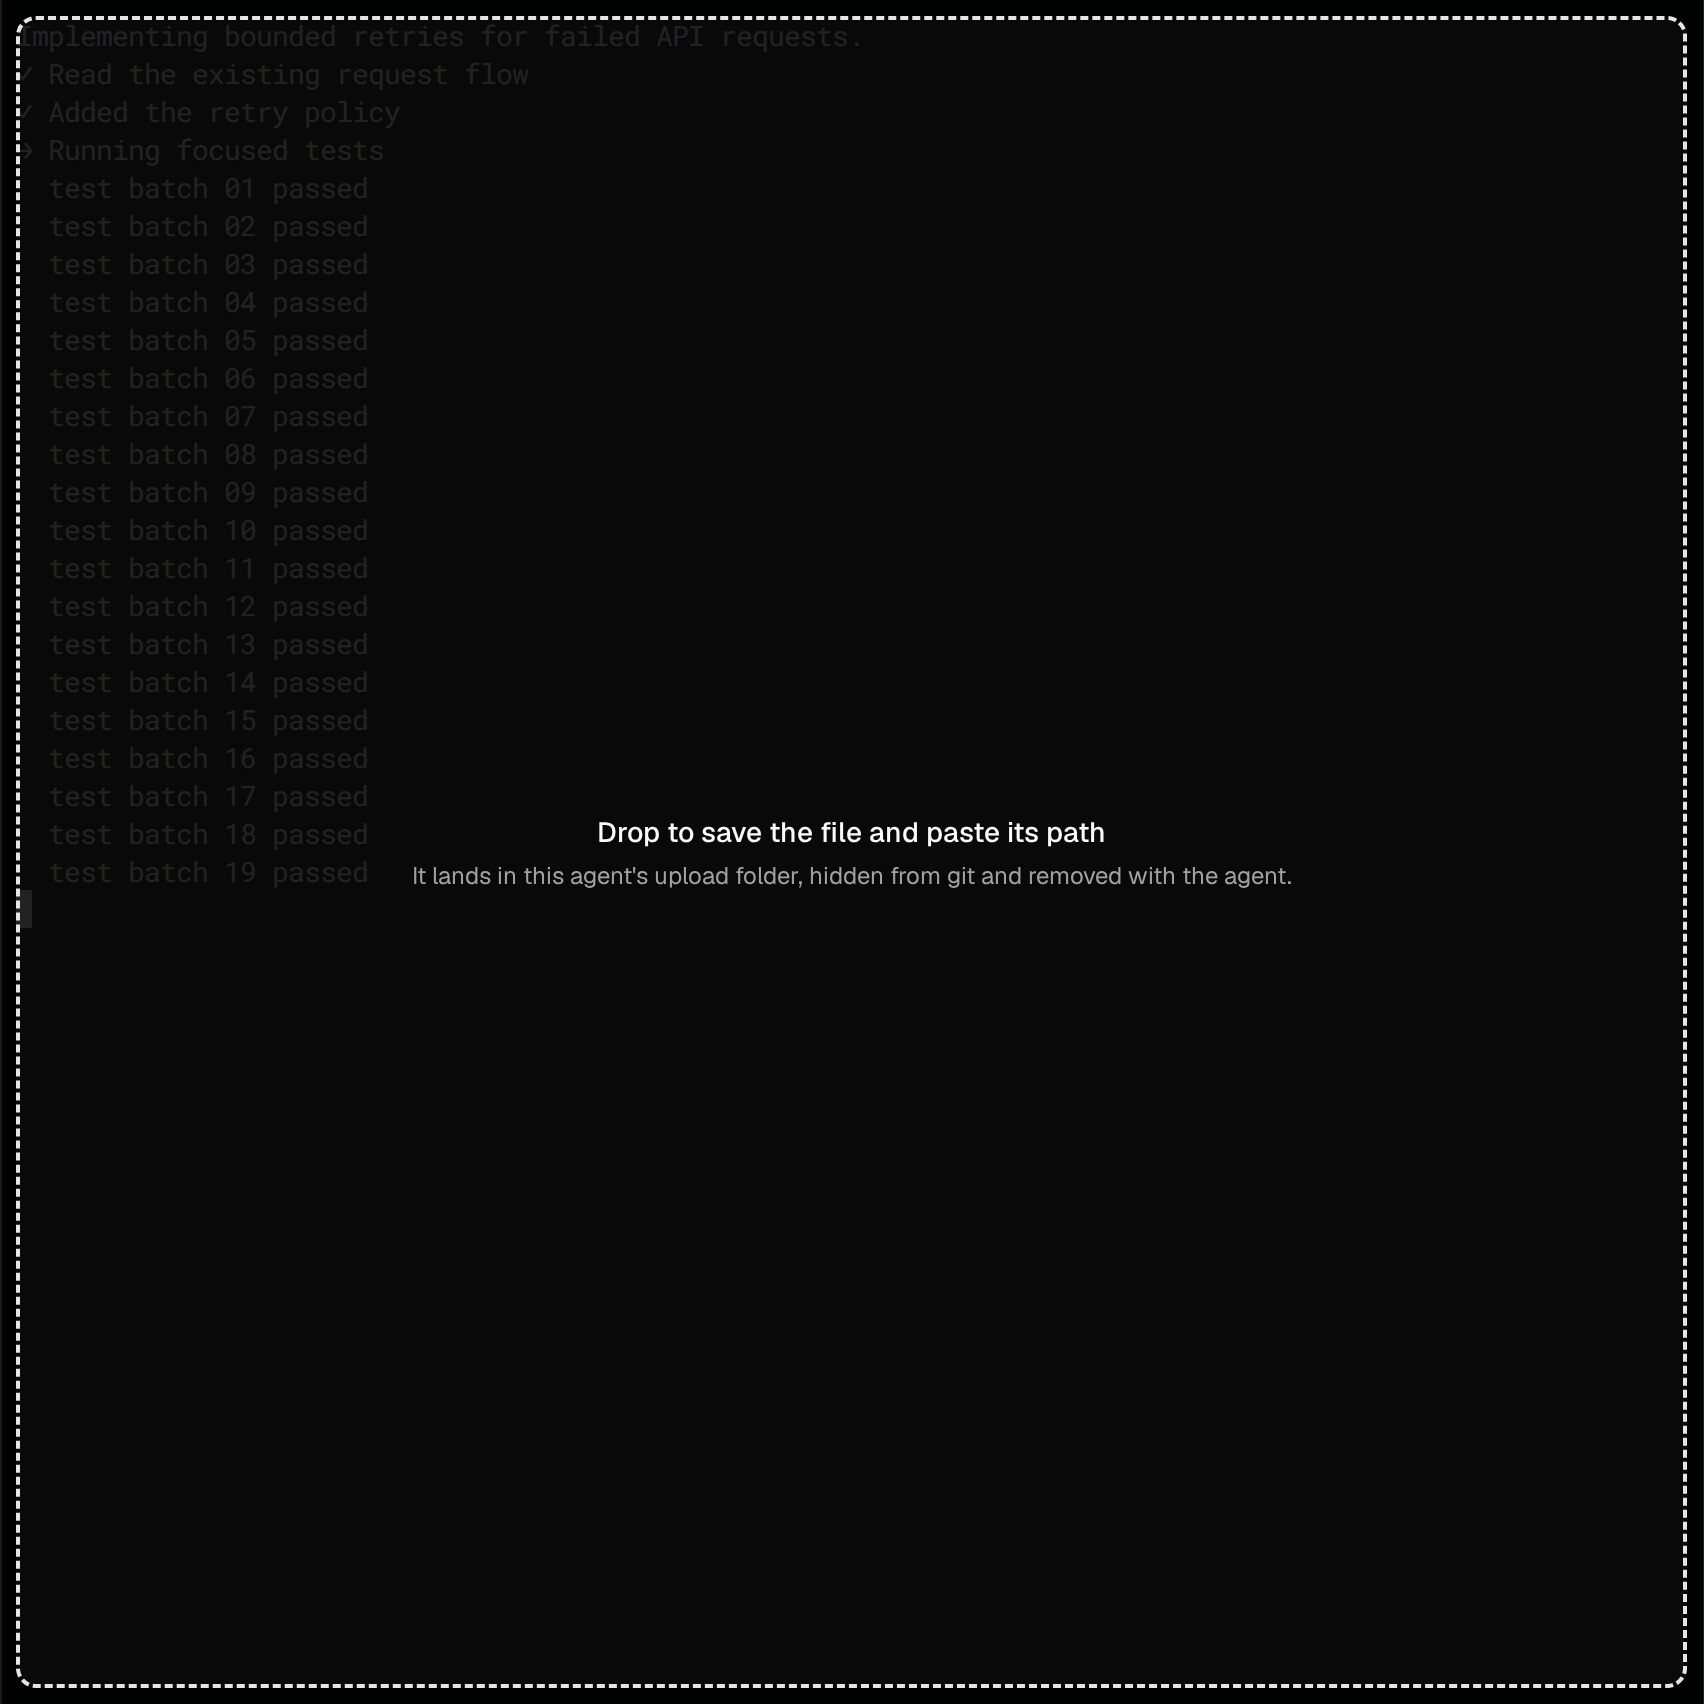 Implementing bounded retries for failed API requests.
✓ Read the existing request flow
✓ Added the retry policy
→ Running focused tests
test batch 01 passed
test batch 02 passed
test batch 03 passed
test batch 04 passed
test batch 05 passed
test batch 06 passed
test batch 07 passed
test batch 08 passed
test batch 09 passed
test batch 10 passed
test batch 11 passed
test batch 12 passed
test batch 13 passed
test batch 14 passed
test batch 15 passed
test batch 16 passed
test batch 17 passed
Drop to save the file and paste its path
test batch 18 passed
test batch 19 passed
It lands in this agent's upload folder, hidden from git and removed with the agent.